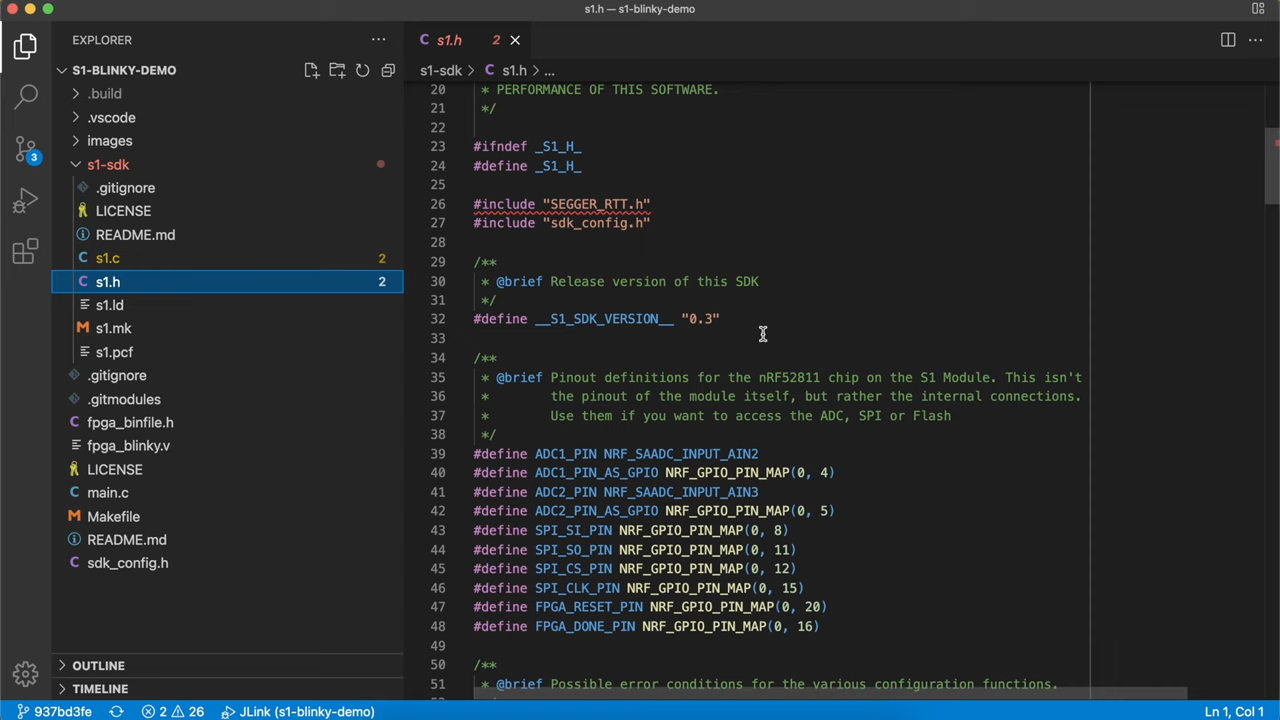 s1.h — s1-blinky-demo
EXPLORER
S1-BLINKY-DEMO
.build
.vscode
images
s1-sdk
.gitignore
LICENSE
README.md
s1.c 2
s1.h 2
s1.ld
s1.mk
s1.pcf
.gitignore
.gitmodules
fpga_binfile.h
fpga_blinky.v
LICENSE
main.c
Makefile
README.md
sdk_config.h
OUTLINE
TIMELINE
3
C s1.h 2
s1-sdk > C s1.h > ...
20 * PERFORMANCE OF THIS SOFTWARE.
21 */
22
23 #ifndef _S1_H_
24 #define _S1_H_
25
26 #include "SEGGER_RTT.h"
27 #include "sdk_config.h"
28
29 /**
30 * @brief Release version of this SDK
31 */
32 #define __S1_SDK_VERSION__ "0.3"
33
34 /**
35 * @brief Pinout definitions for the nRF52811 chip on the S1 Module. This isn't
36 * the pinout of the module itself, but rather the internal connections.
37 * Use them if you want to access the ADC, SPI or Flash
38 */
39 #define ADC1_PIN NRF_SAADC_INPUT_AIN2
40 #define ADC1_PIN_AS_GPIO NRF_GPIO_PIN_MAP(0, 4)
41 #define ADC2_PIN NRF_SAADC_INPUT_AIN3
42 #define ADC2_PIN_AS_GPIO NRF_GPIO_PIN_MAP(0, 5)
43 #define SPI_SI_PIN NRF_GPIO_PIN_MAP(0, 8)
44 #define SPI_SO_PIN NRF_GPIO_PIN_MAP(0, 11)
45 #define SPI_CS_PIN NRF_GPIO_PIN_MAP(0, 12)
46 #define SPI_CLK_PIN NRF_GPIO_PIN_MAP(0, 15)
47 #define FPGA_RESET_PIN NRF_GPIO_PIN_MAP(0, 20)
48 #define FPGA_DONE_PIN NRF_GPIO_PIN_MAP(0, 16)
49
50 /**
51 * @brief Possible error conditions for the various configuration functions.
937bd3fe 2 26 JLink (s1-blinky-demo) Ln 1, Col 1